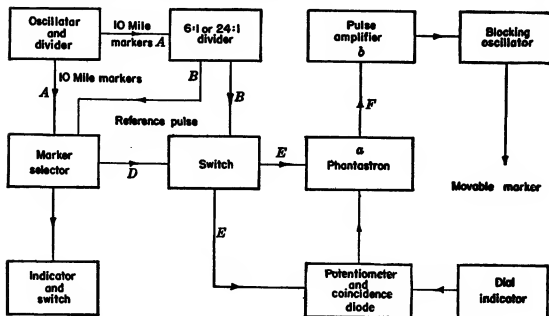 Oscillator
and
divider
10 Mile
markers A
6:1 or 24:1
divider
Pulse
amplifier
b
Blocking
oscillator
10 Mile markers
A
B
B
F
Reference pulse
Marker
selector
D
Switch
E
a
Phantastron
Movable marker
E
Indicator
and
switch
Potentiometer
and
coincidence
diode
Dial
indicator